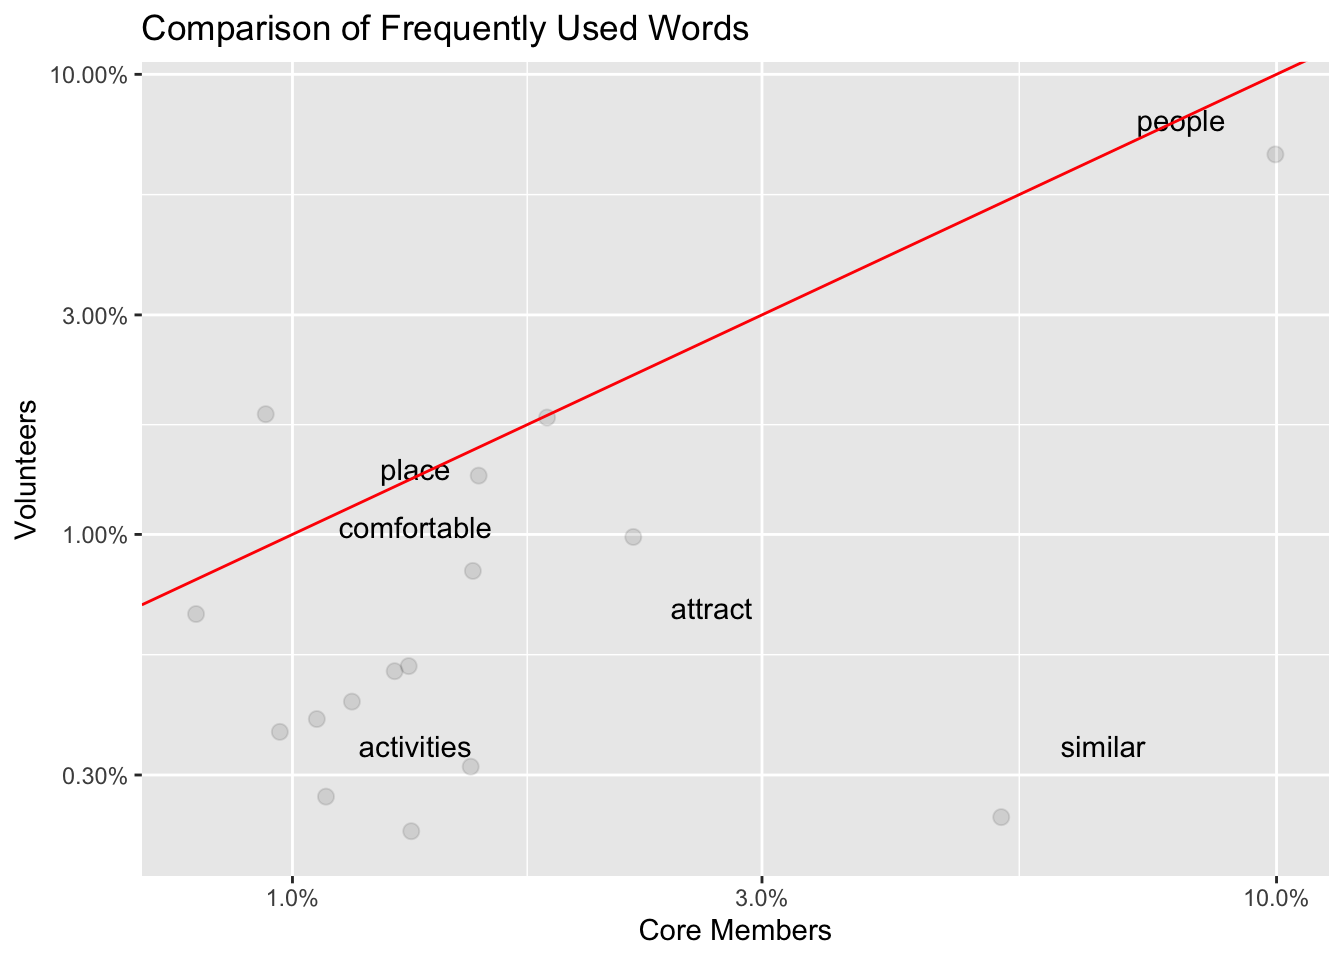 Comparison of Frequently Used Words
10.00%
people
3.00%
Volunteers
place
comfortable
1.00%
attract
activities
similar
0.30%
1.0%
3.0%
10.0%
Core Members